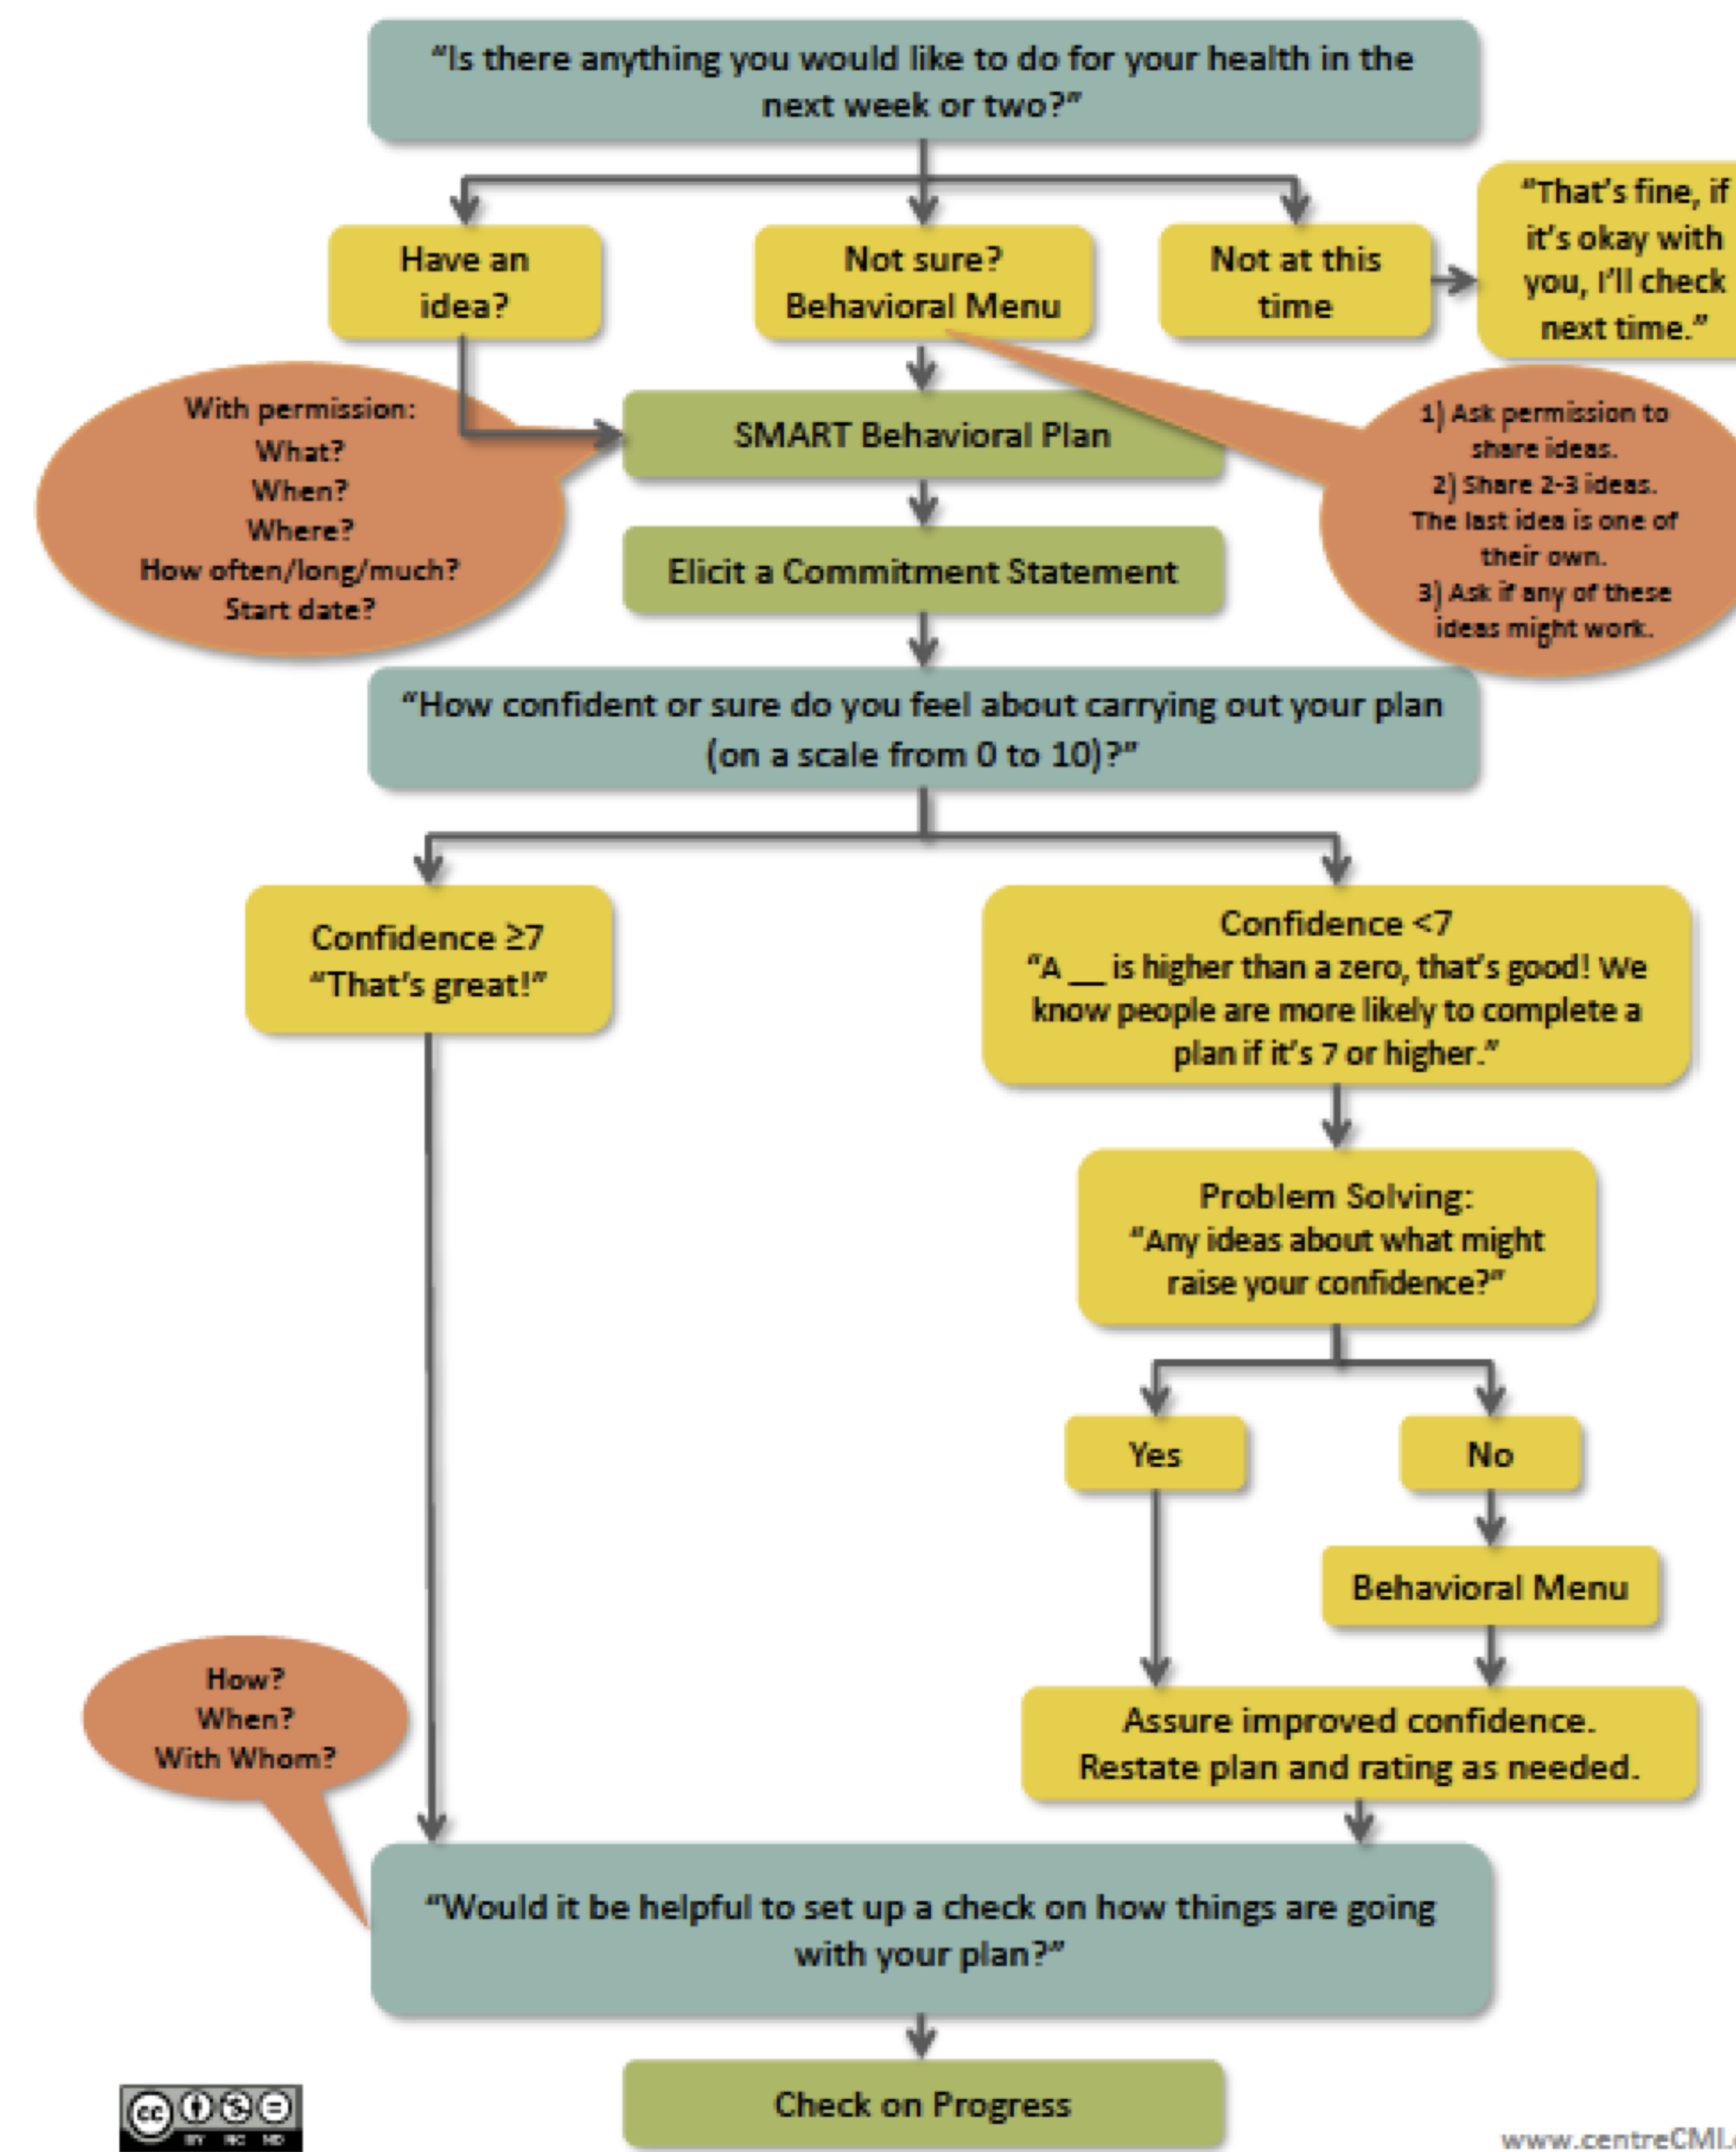 “Is there anything you would like to do for your health in the
next week or two?”
Have an
idea?
Not sure?
Behavioral Menu
Not at this
time
“That’s fine, if
it’s okay with
you, I’ll check
next time.”
With permission:
What?
When?
Where?
How often/long/much?
Start date?
SMART Behavioral Plan
1) Ask permission to
share ideas.
2) Share 2-3 ideas.
The last idea is one of
their own.
3) Ask if any of these
ideas might work.
Elicit a Commitment Statement
“How confident or sure do you feel about carrying out your plan
(on a scale from 0 to 10)?”
Confidence ≥7
“That’s great!”
Confidence <7
“A __ is higher than a zero, that’s good! We
know people are more likely to complete a
plan if it’s 7 or higher.”
Problem Solving:
“Any ideas about what might
raise your confidence?”
Yes
No
Behavioral Menu
How?
When?
With Whom?
Assure improved confidence.
Restate plan and rating as needed.
“Would it be helpful to set up a check on how things are going
with your plan?”
Check on Progress
cc
BY NC ND
www.centreCMI.